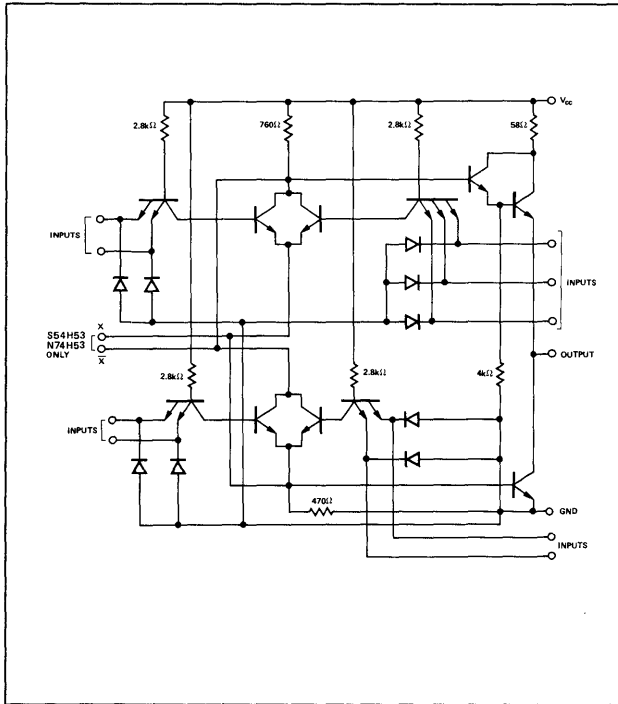 V_CC
2.8kΩ
760Ω
2.8kΩ
58Ω
INPUTS
INPUTS
X
S54H53
N74H53
ONLY
X̅
OUTPUT
2.8kΩ
2.8kΩ
4kΩ
INPUTS
470Ω
GND
INPUTS